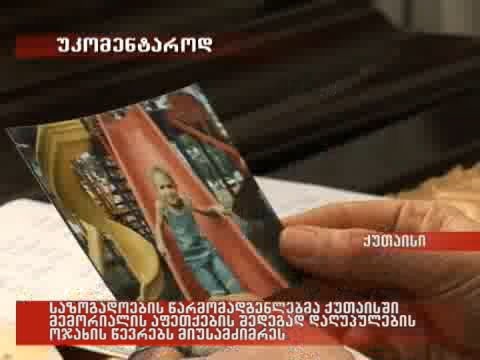 უკომენტაროდ
ქუთაისი
საზოგადოების წარმომადგენლებმა ქუთაისში
მემორიალის აფეთქების შედეგად დაღუპულების
ოჯახის წევრებს მიუსამძიმრეს